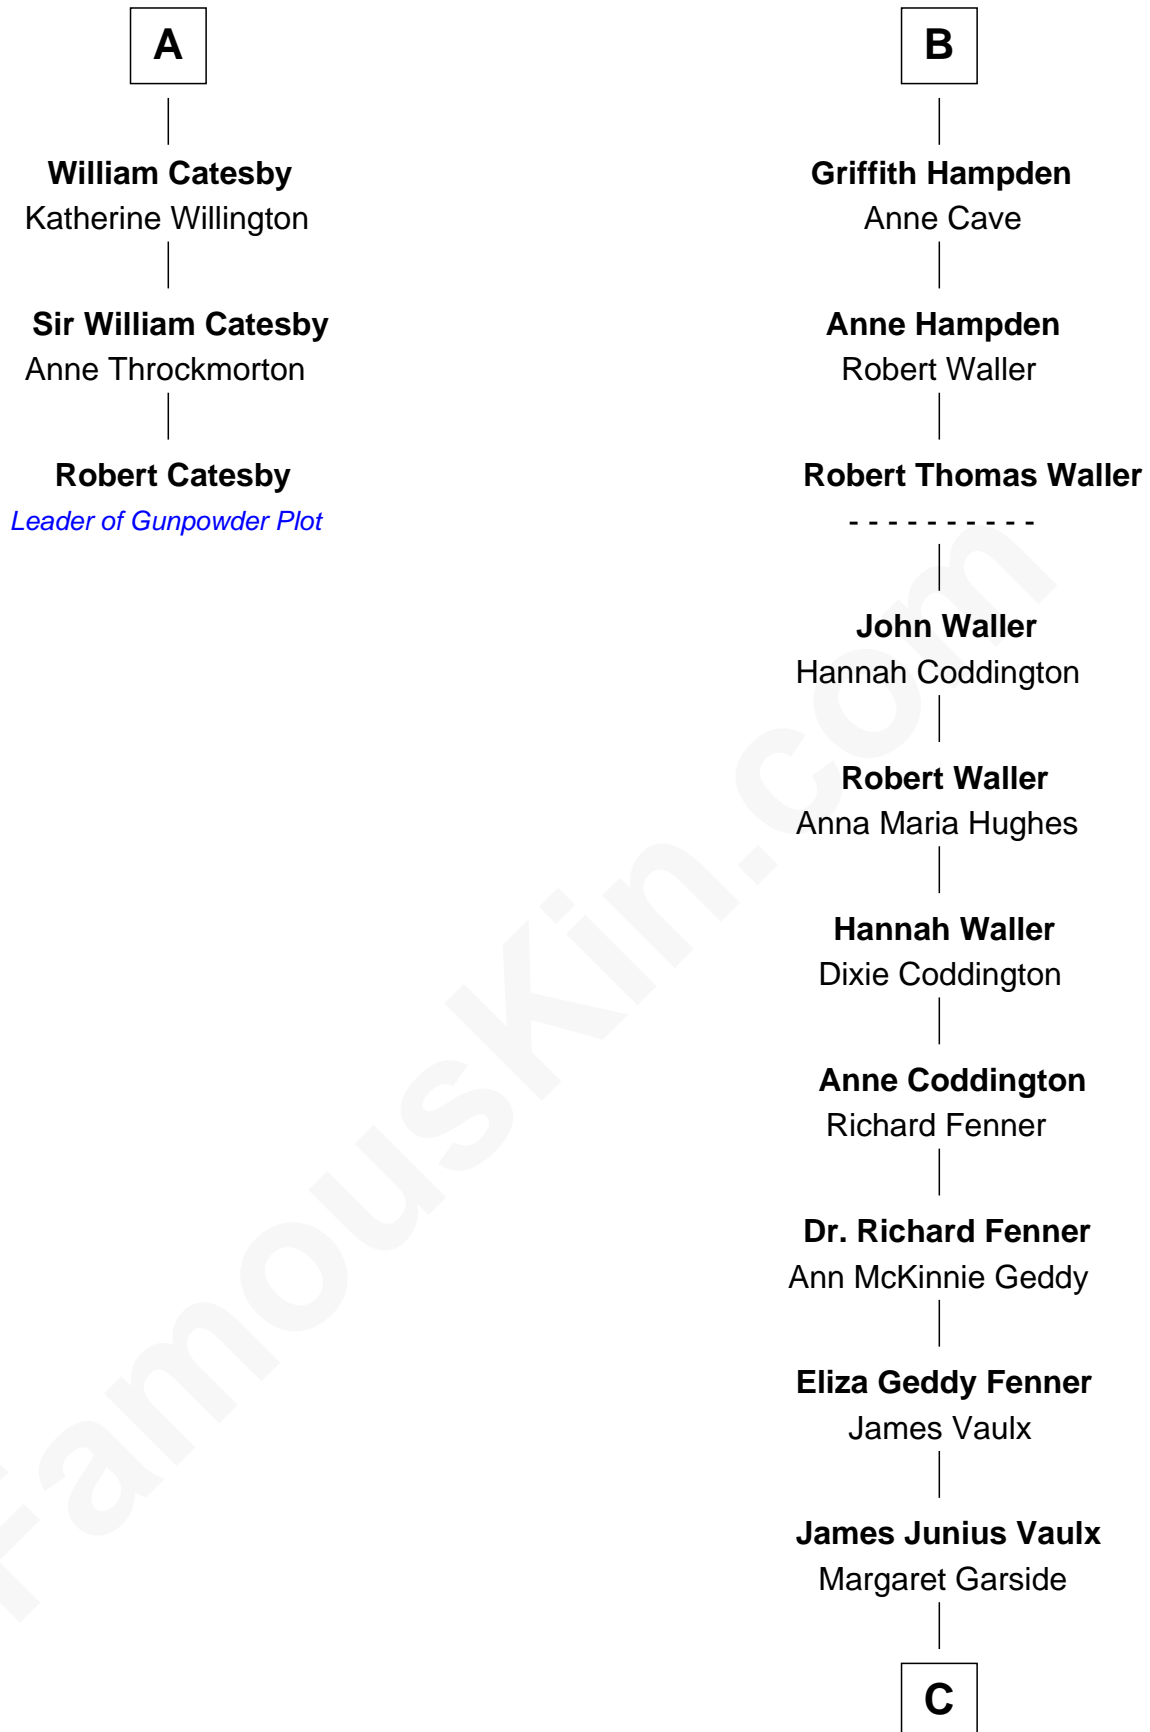 A
William Catesby
Katherine Willington
Sir William Catesby
Anne Throckmorton
Robert Catesby
Leader of Gunpowder Plot
B
Griffith Hampden
Anne Cave
Anne Hampden
Robert Waller
Robert Thomas Waller
- - - - - - - - - -
John Waller
Hannah Coddington
Robert Waller
Anna Maria Hughes
Hannah Waller
Dixie Coddington
Anne Coddington
Richard Fenner
Dr. Richard Fenner
Ann McKinnie Geddy
Eliza Geddy Fenner
James Vaulx
James Junius Vaulx
Margaret Garside
C
FamousKin.com